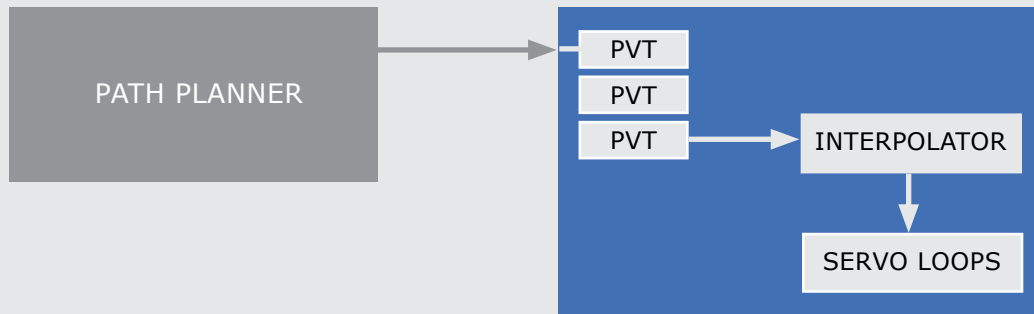 PATH PLANNER
PVT
PVT
PVT
INTERPOLATOR
SERVO LOOPS